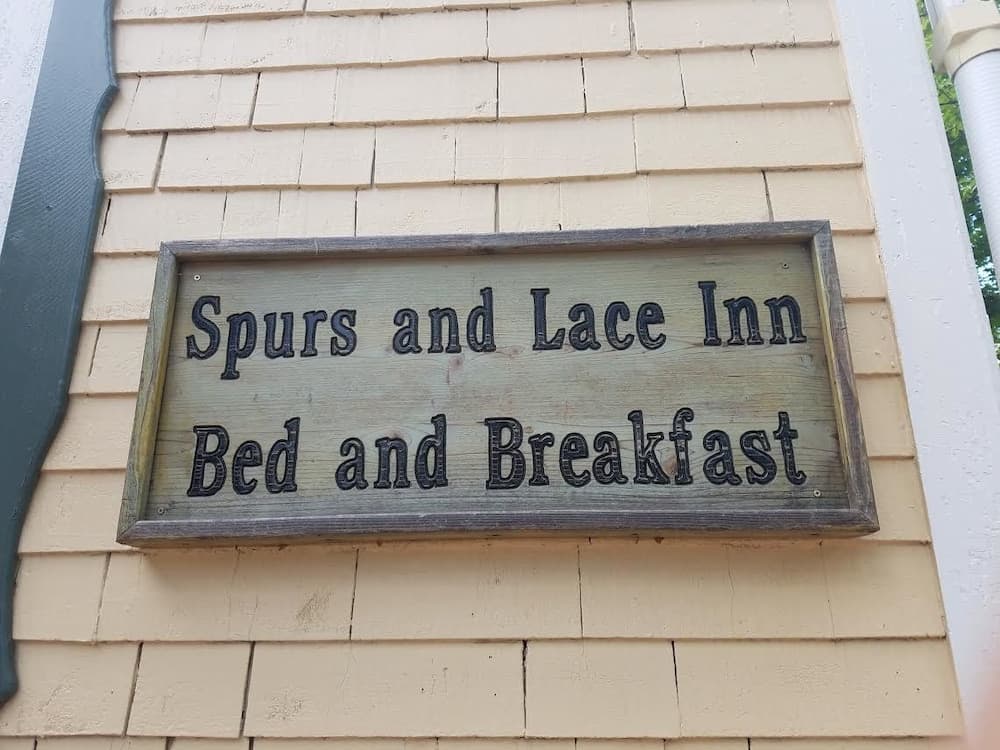 Spurs and Lace Inn
Bed and Breakfast